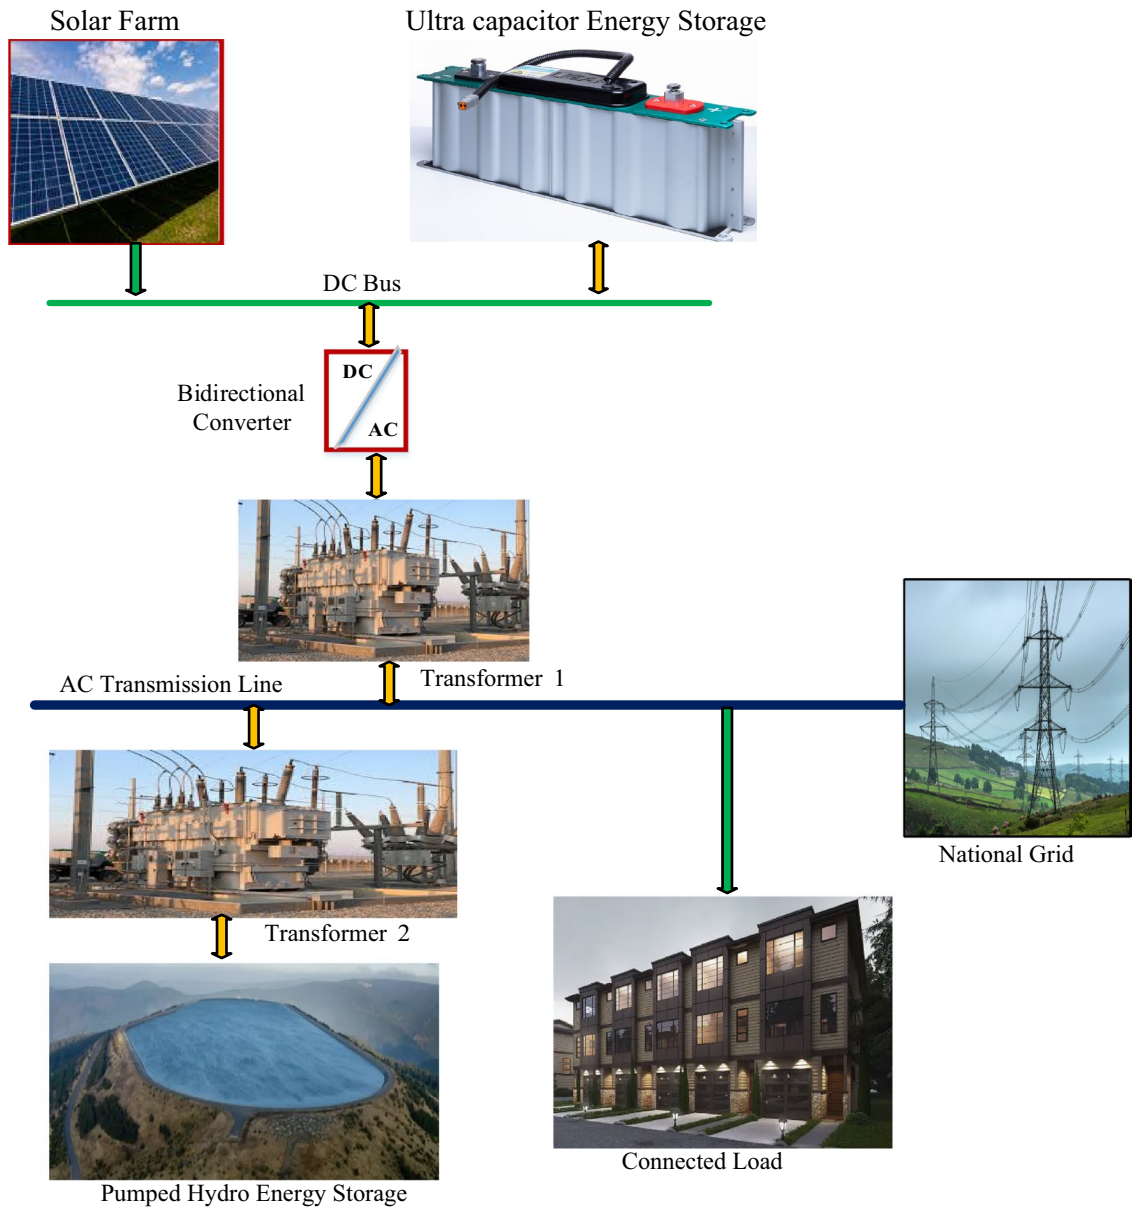 Solar Farm
Ultra capacitor Energy Storage
DC Bus
DC
AC
Bidirectional
Converter
Transformer 1
AC Transmission Line
National Grid
Transformer 2
Connected Load
Pumped Hydro Energy Storage